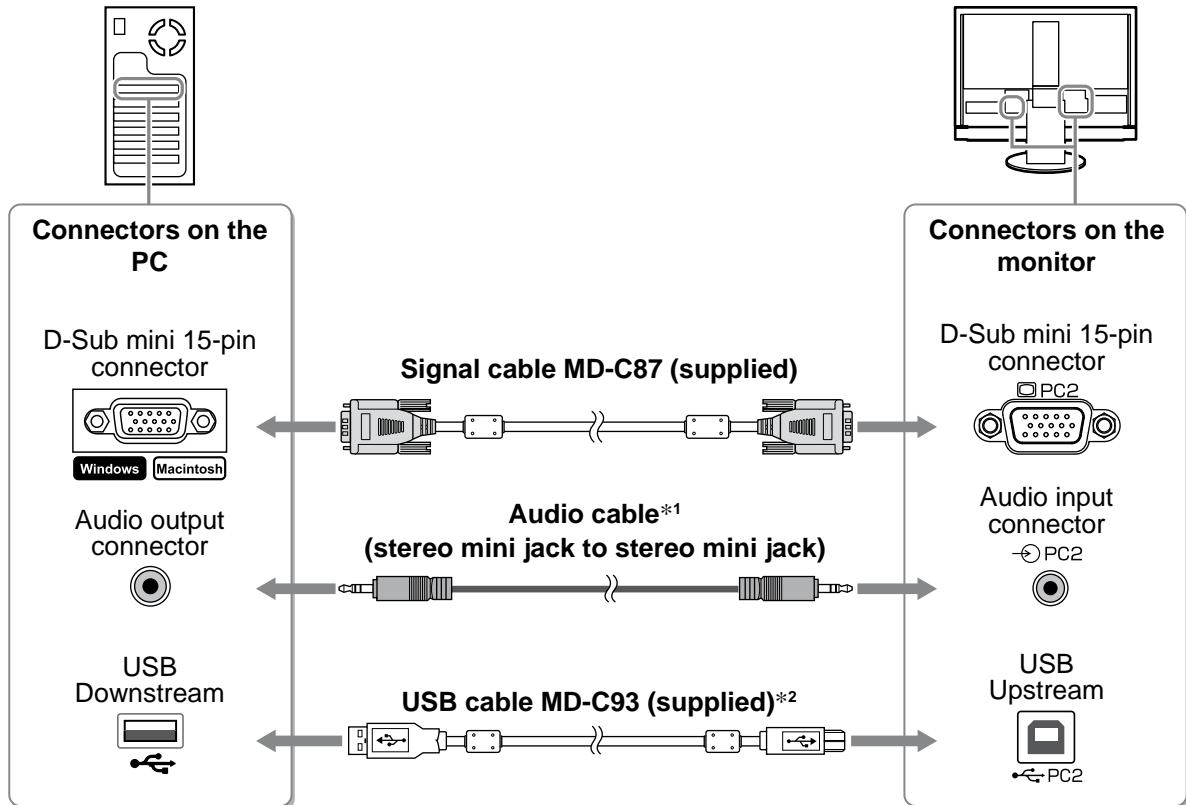 Connectors on the
PC
D-Sub mini 15-pin
connector
Windows
Macintosh
Audio output
connector
USB
Downstream
Signal cable MD-C87 (supplied)
Audio cable*1
(stereo mini jack to stereo mini jack)
USB cable MD-C93 (supplied)*2
Connectors on the
monitor
D-Sub mini 15-pin
connector
PC2
Audio input
connector
PC2
USB
Upstream
PC2